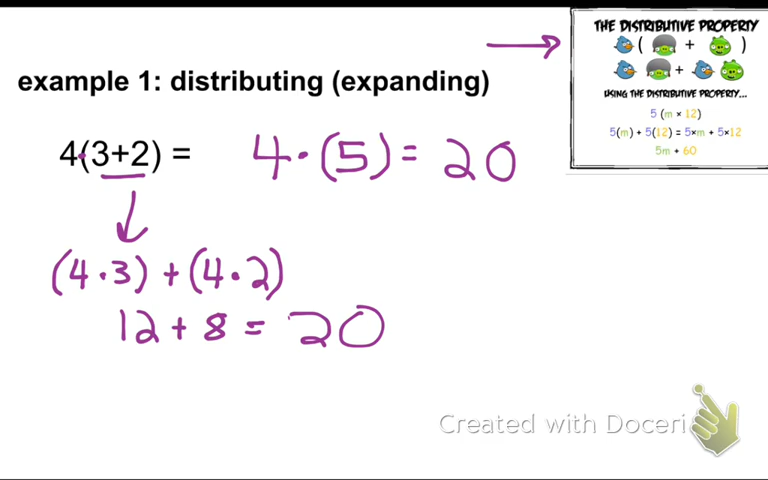 THE DISTRIBUTIVE PROPERTY
( + )
+
USING THE DISTRIBUTIVE PROPERTY...
5 (m × 12)
5(m) + 5(12) = 5×m + 5×12
5m + 60
example 1: distributing (expanding)
4·(3+2) = 4·(5) = 20
(4·3) + (4·2)
12 + 8 = 20
Created with Doceri